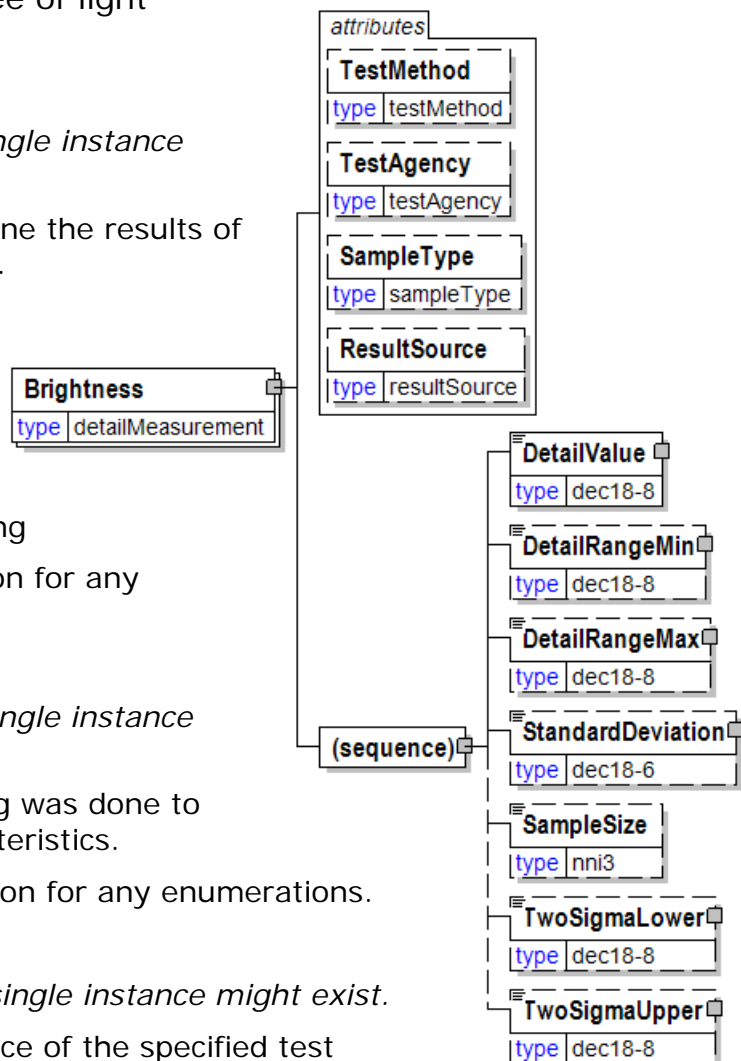 ee of light
ngle instance
ne the results of
.
ng
on for any
ngle instance
g was done to
teristics.
on for any enumerations.
single instance might exist.
ce of the specified test
Brightness
type detailMeasurement
attributes
TestMethod
type testMethod
TestAgency
type testAgency
SampleType
type sampleType
ResultSource
type resultSource
(sequence)
DetailValue
type dec18-8
DetailRangeMin
type dec18-8
DetailRangeMax
type dec18-8
StandardDeviation
type dec18-6
SampleSize
type nni3
TwoSigmaLower
type dec18-8
TwoSigmaUpper
type dec18-8